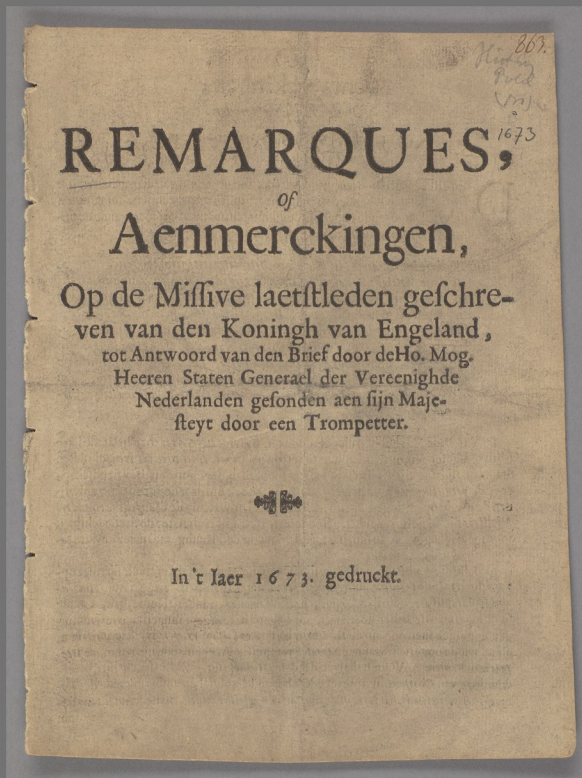 863.
1673
REMARQUES,
of
Aenmerckingen,
Op de Miſſive laetſtleden geſchre-
ven van den Koningh van Engeland,
tot Antwoord van den Brief door deHo. Mog.
Heeren Staten Generael der Vereenighde
Nederlanden geſonden aen ſijn Maje-
ſteyt door een Trompetter.
In't Iaer 1673. gedruckt.